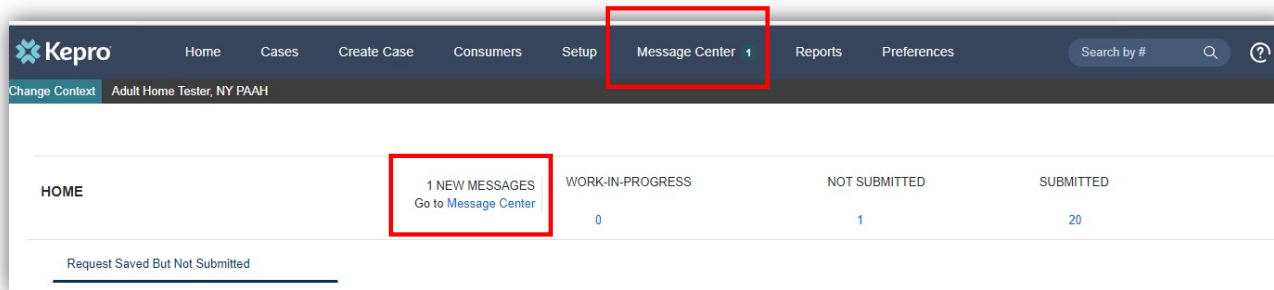 Kepro Home Cases Create Case Consumers Setup Message Center 1 Reports Preferences Search by # ?
Change Context Adult Home Tester, NY PAAH
HOME
1 NEW MESSAGES
Go to Message Center
WORK-IN-PROGRESS
0
NOT SUBMITTED
1
SUBMITTED
20
Request Saved But Not Submitted